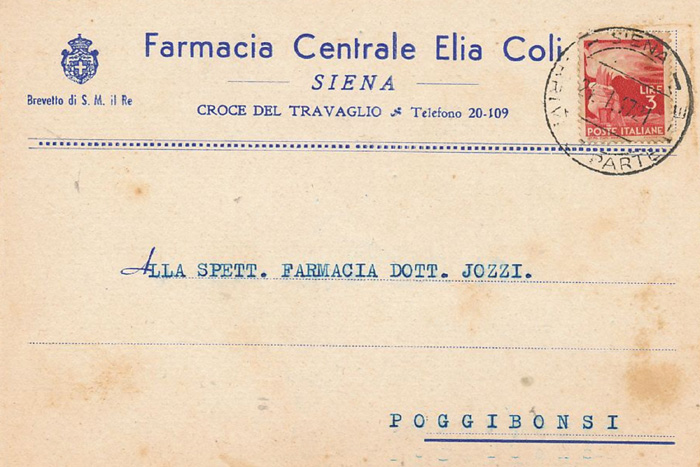 Farmacia Centrale Elia Coli
SIENA
Brevetto di S. M. il Re
CROCE DEL TRAVAGLIO Telefono 20-109
SIENA
LIRE
3
POSTE ITALIANE
PARTE
ALLA SPETT. FARMACIA DOTT. JOZZI.
POGGIBONSI